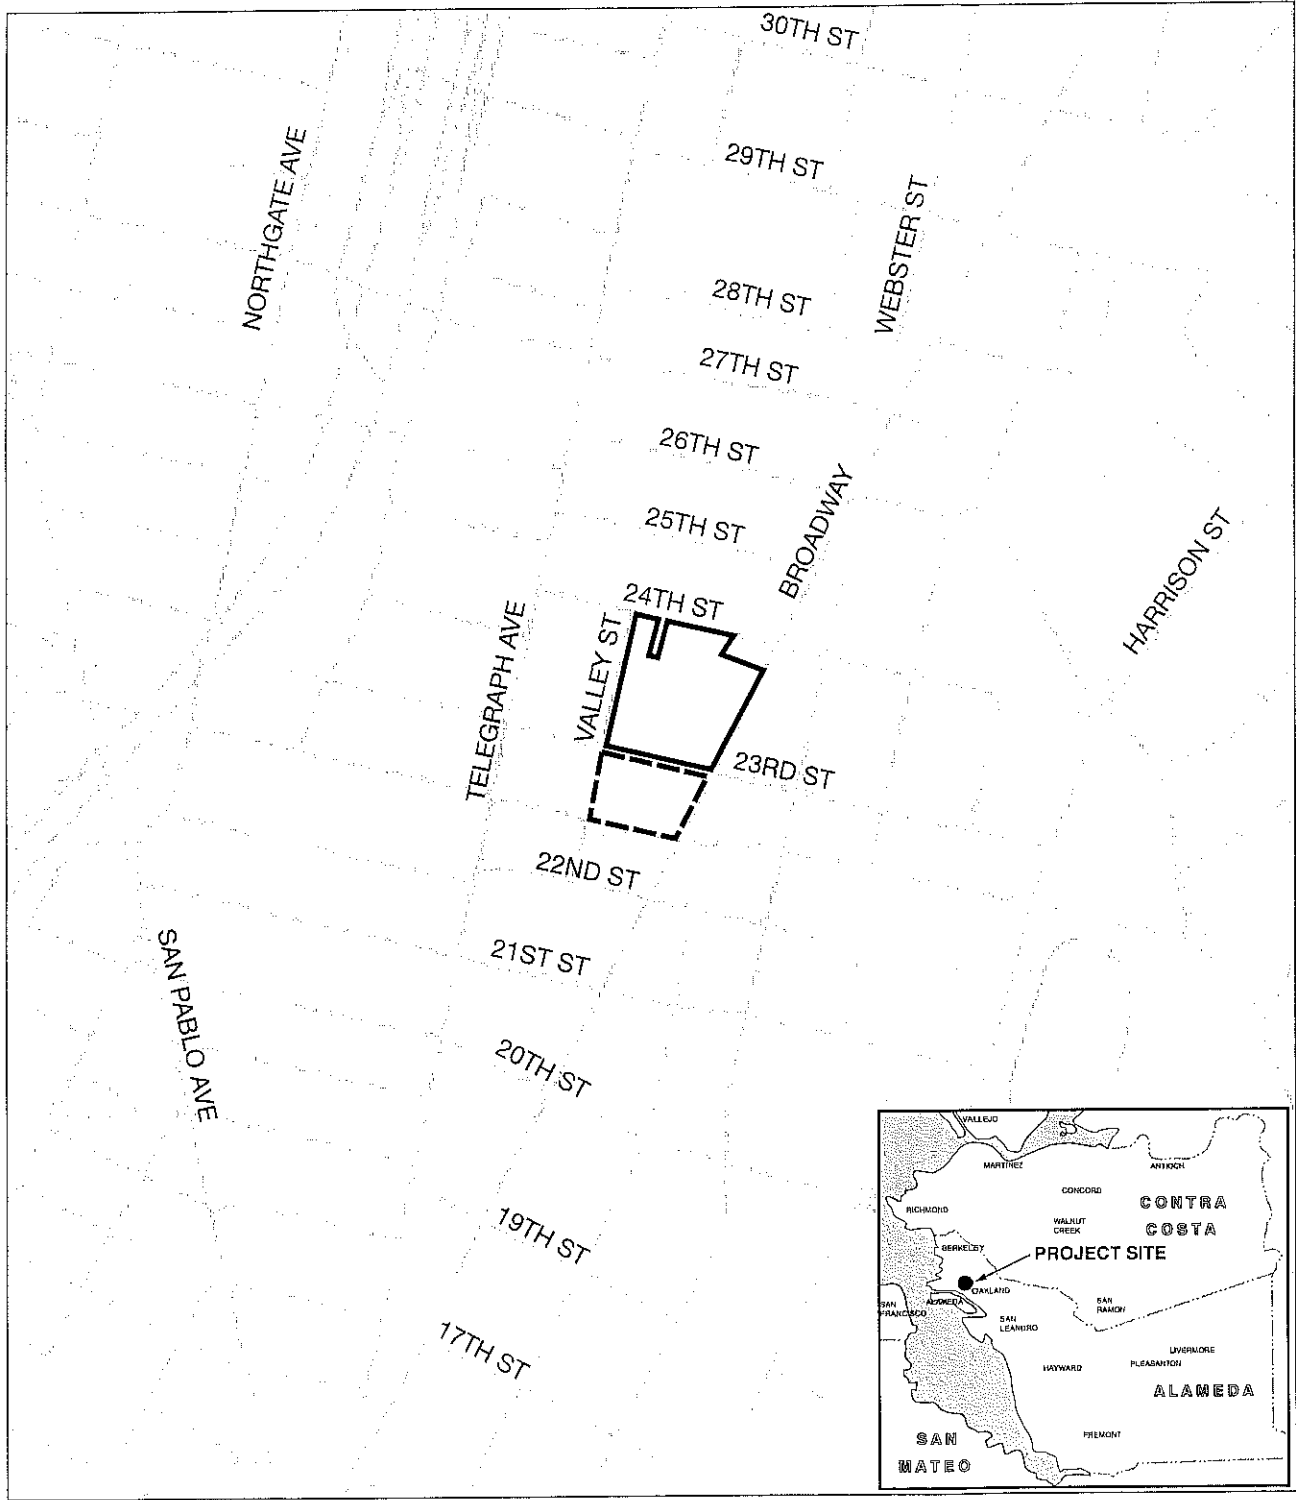 30TH ST
NORTHGATE AVE
29TH ST
WEBSTER ST
28TH ST
27TH ST
26TH ST
BROADWAY
25TH ST
HARRISON ST
24TH ST
TELEGRAPH AVE
VALLEY ST
23RD ST
22ND ST
SAN PABLO AVE
21ST ST
20TH ST
19TH ST
17TH ST
VALLEJO
MARTINEZ
ANTIOCH
CONCORD
CONTRA
COSTA
RICHMOND
WALNUT
CREEK
BERKELEY
PROJECT SITE
OAKLAND
ALAMEDA
SAN
FRANCISCO
SAN
RAMON
SAN
LEANDRO
LIVERMORE
HAYWARD
PLEASANTON
ALAMEDA
FREMONT
SAN
MATEO